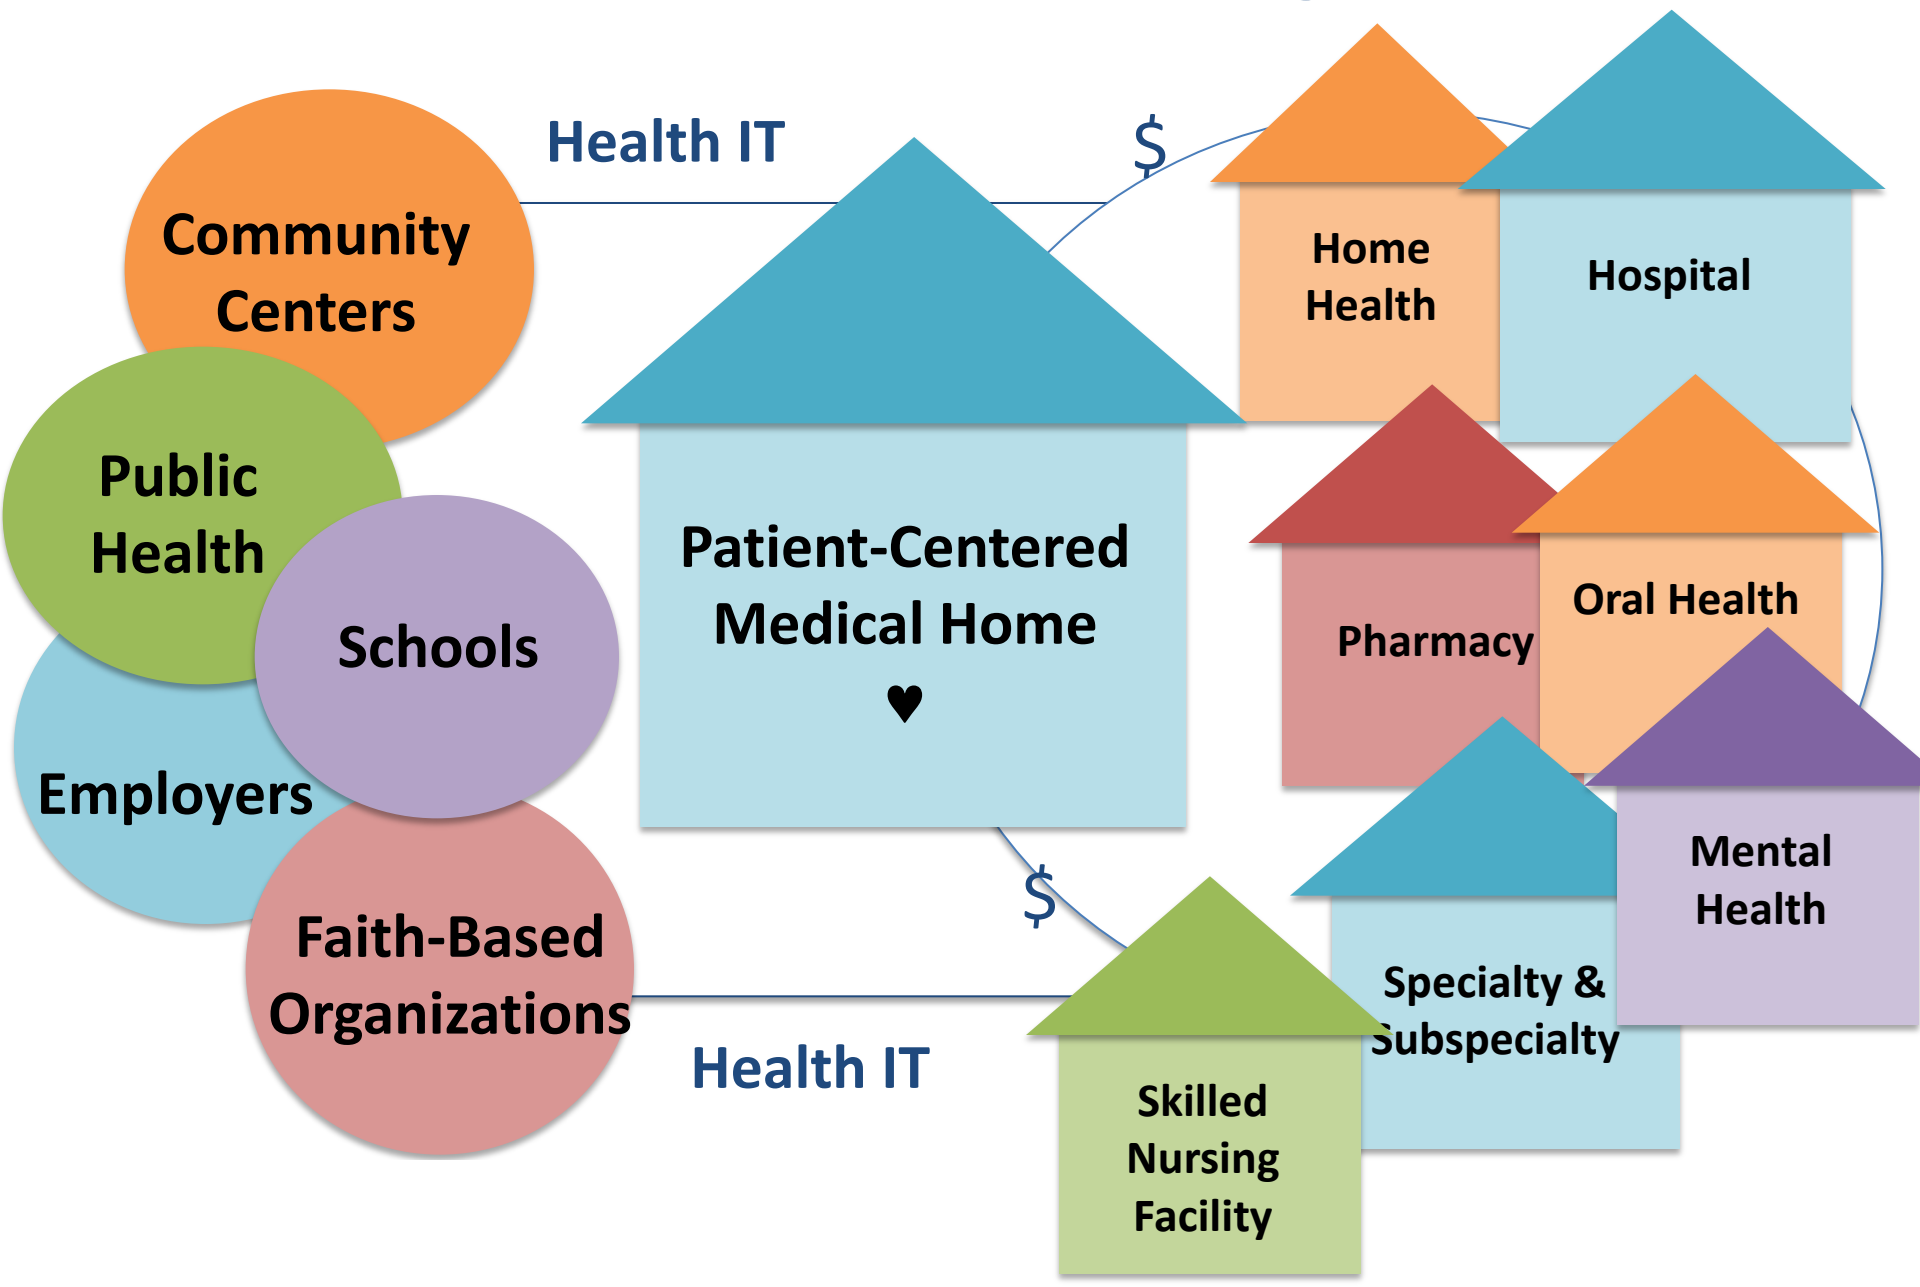 Health IT
$
Community
Centers
Home
Health
Hospital
Public
Health
Patient-Centered
Medical Home
♥
Schools
Oral Health
Pharmacy
Employers
Mental
Health
$
Faith-Based
Organizations
Specialty &
Subspecialty
Health IT
Skilled
Nursing
Facility